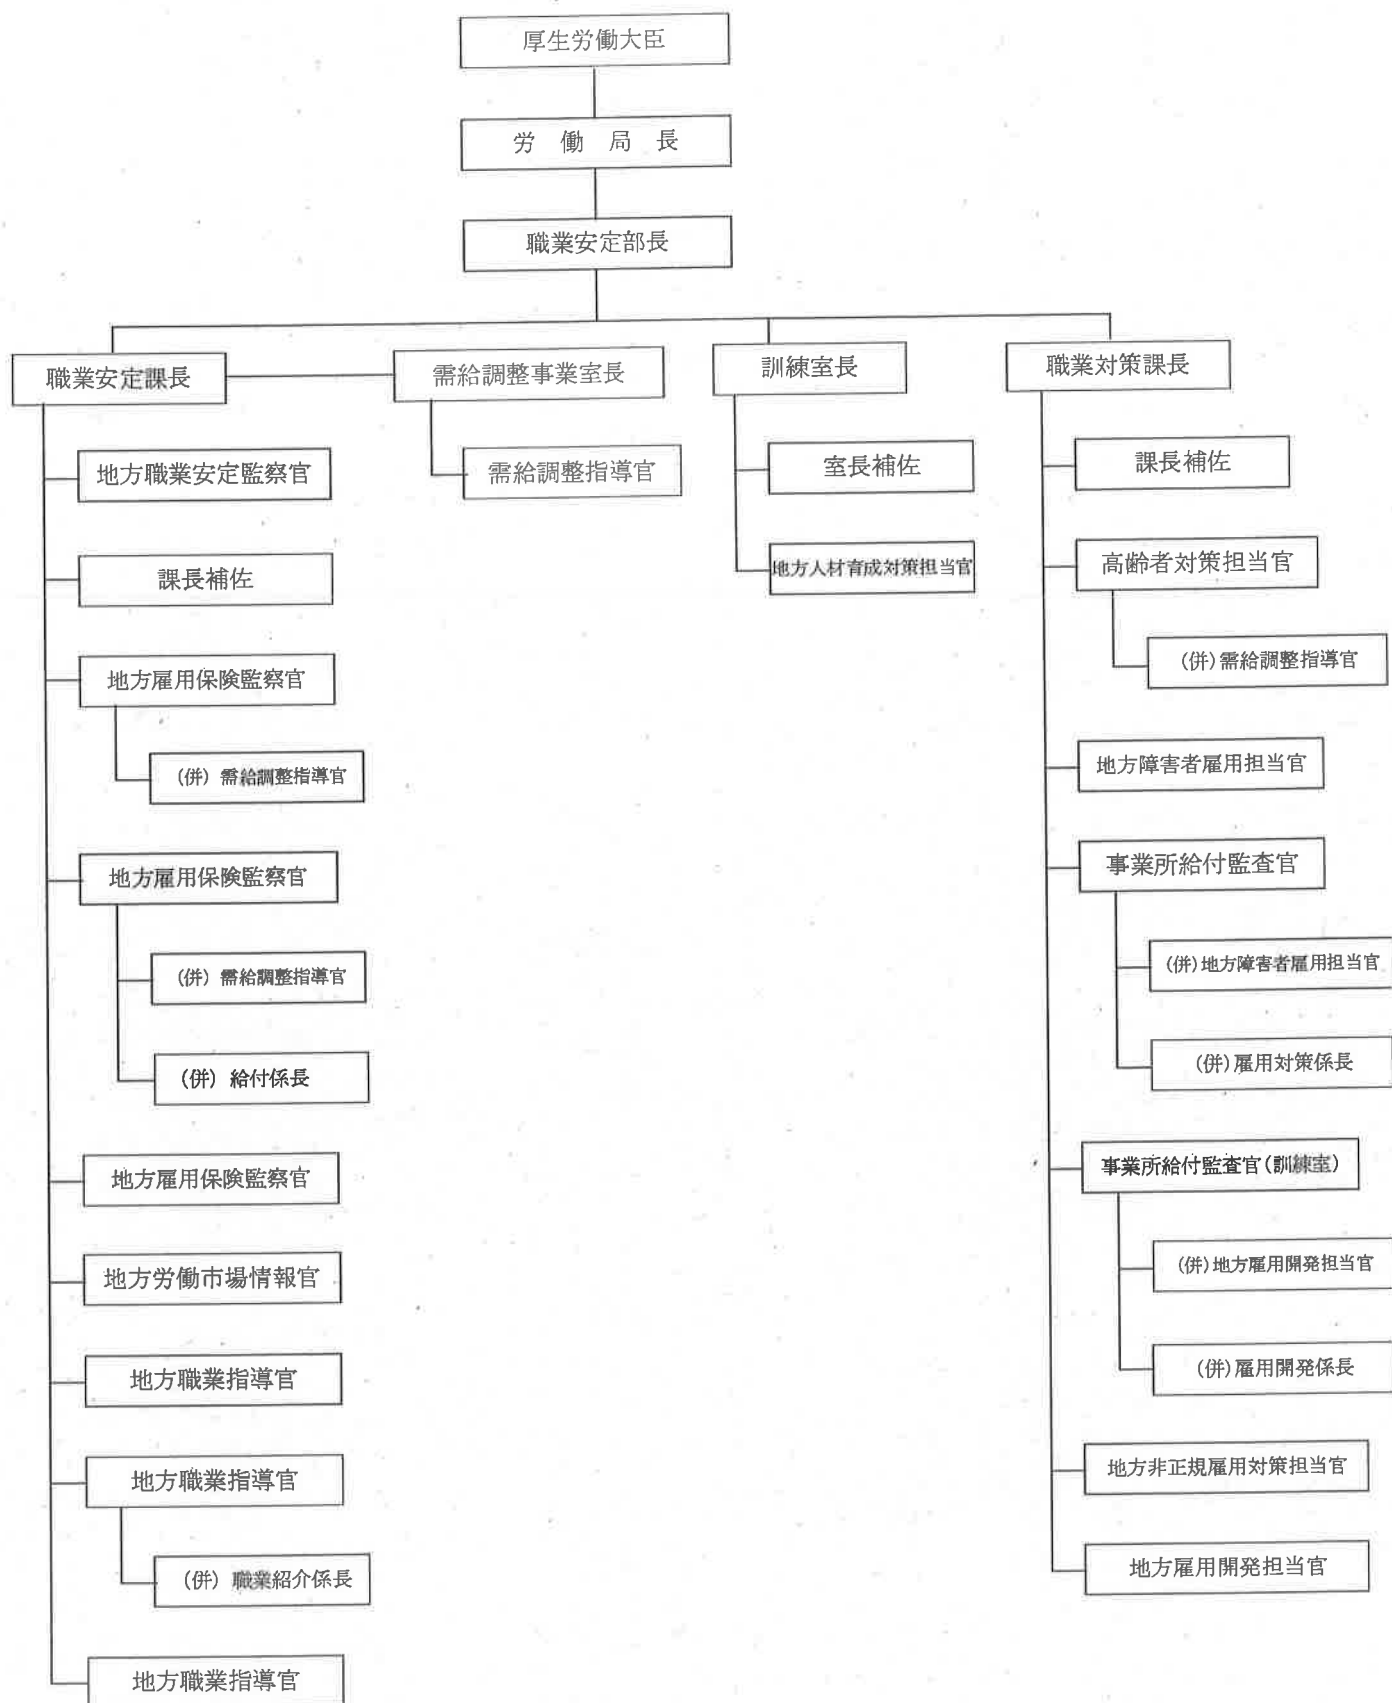 厚生労働大臣
労　働　局　長
職業安定部長
職業安定課長
需給調整事業室長
訓練室長
職業対策課長
地方職業安定監察官
課長補佐
地方雇用保険監察官
(併) 需給調整指導官
地方雇用保険監察官
(併) 需給調整指導官
(併) 給付係長
地方雇用保険監察官
地方労働市場情報官
地方職業指導官
地方職業指導官
(併) 職業紹介係長
地方職業指導官
需給調整指導官
室長補佐
地方人材育成対策担当官
課長補佐
高齢者対策担当官
(併)需給調整指導官
地方障害者雇用担当官
事業所給付監査官
(併)地方障害者雇用担当官
(併)雇用対策係長
事業所給付監査官(訓練室)
(併)地方雇用開発担当官
(併)雇用開発係長
地方非正規雇用対策担当官
地方雇用開発担当官